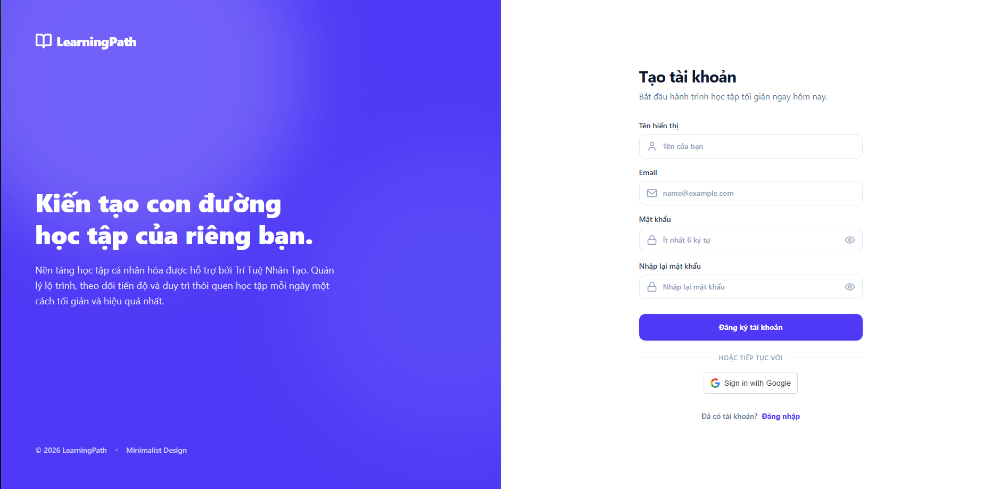 LearningPath
Kiến tạo con đường
học tập của riêng bạn.
Nền tảng học tập cá nhân hóa được hỗ trợ bởi Trí Tuệ Nhân Tạo. Quản
lý lộ trình, theo dõi tiến độ và duy trì thói quen học tập mỗi ngày một
cách tối giản và hiệu quả nhất.
© 2026 LearningPath • Minimalist Design
Tạo tài khoản
Bắt đầu hành trình học tập tối giản ngay hôm nay.
Tên hiển thị
Tên của bạn
Email
name@example.com
Mật khẩu
Ít nhất 6 ký tự
Nhập lại mật khẩu
Nhập lại mật khẩu
Đăng ký tài khoản
HOẶC TIẾP TỤC VỚI
Sign in with Google
Đã có tài khoản? Đăng nhập